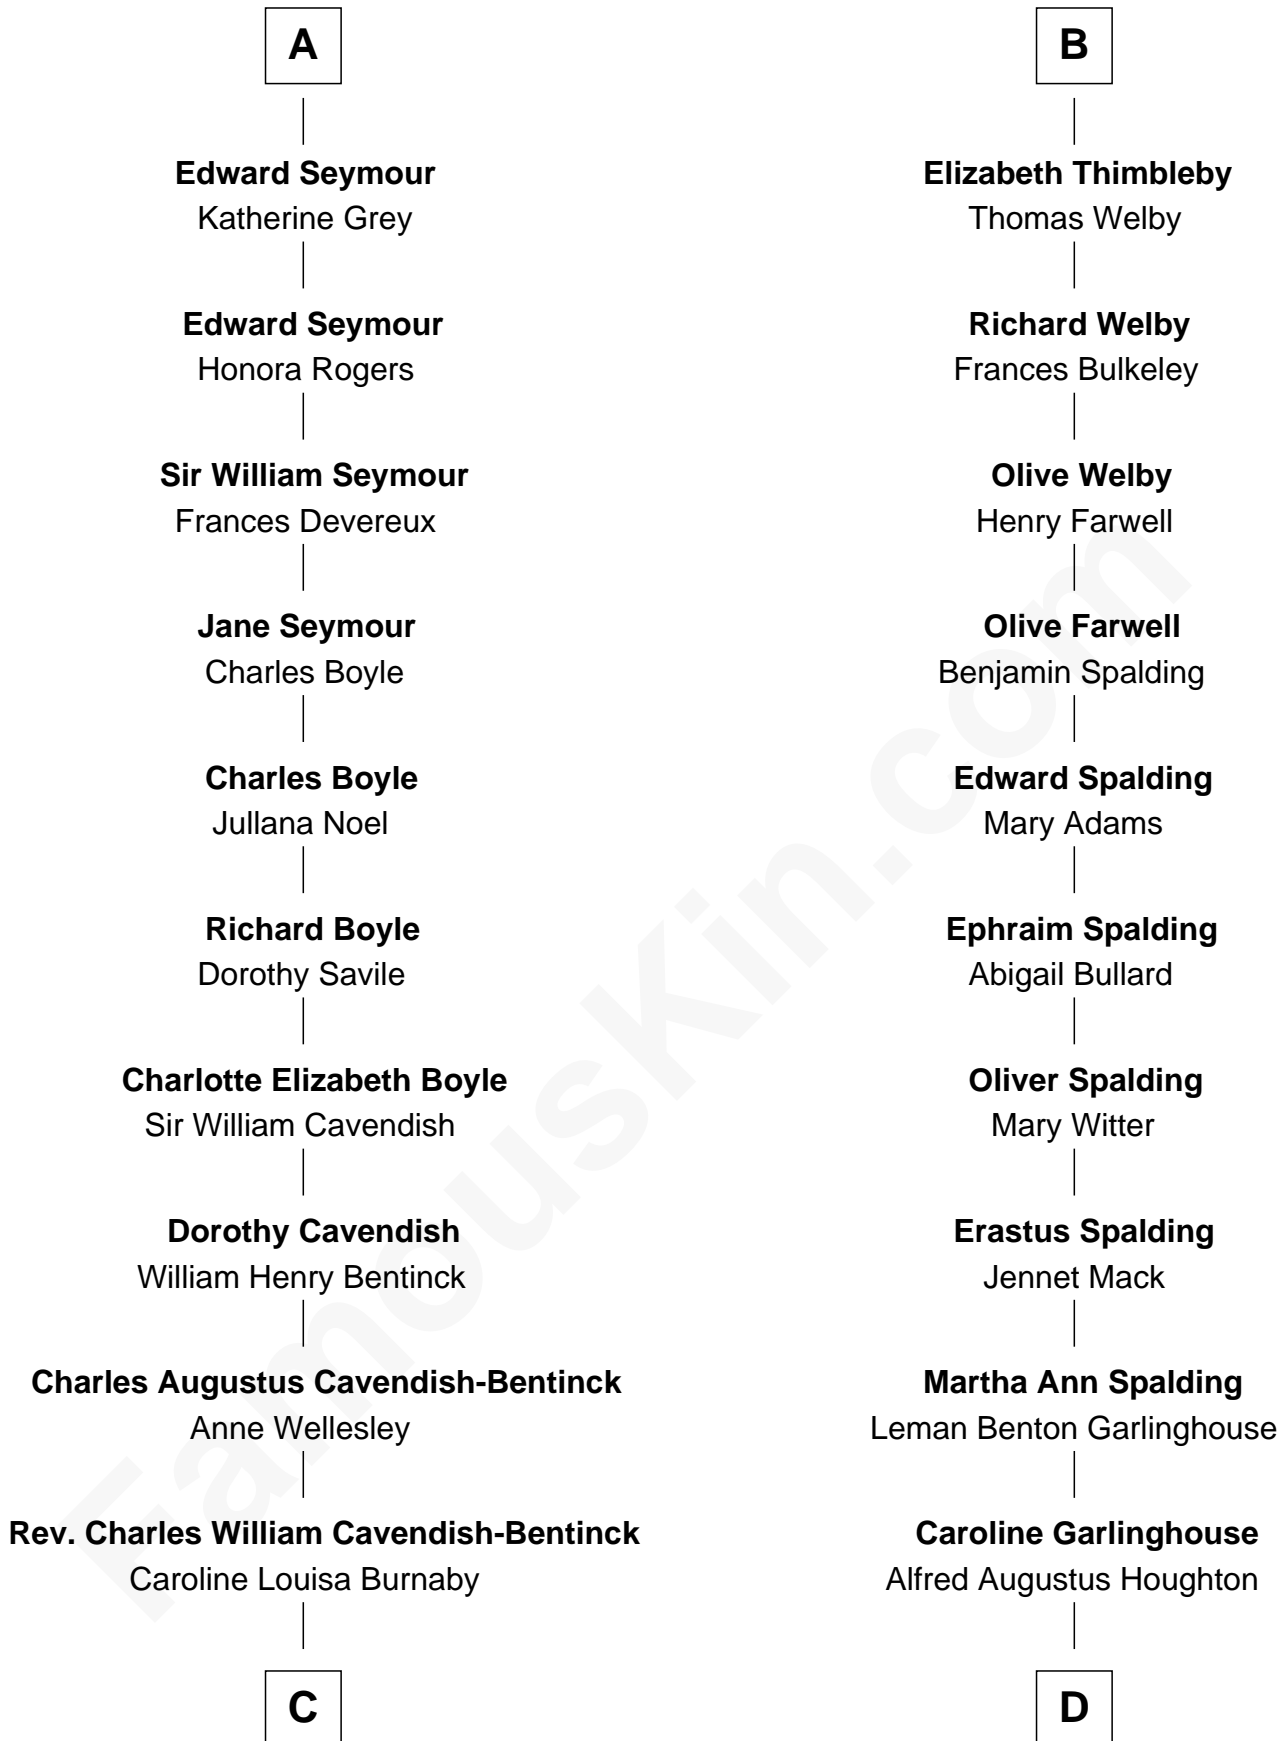 A
Edward Seymour
Katherine Grey
Edward Seymour
Honora Rogers
Sir William Seymour
Frances Devereux
Jane Seymour
Charles Boyle
Charles Boyle
Jullana Noel
Richard Boyle
Dorothy Savile
Charlotte Elizabeth Boyle
Sir William Cavendish
Dorothy Cavendish
William Henry Bentinck
Charles Augustus Cavendish-Bentinck
Anne Wellesley
Rev. Charles William Cavendish-Bentinck
Caroline Louisa Burnaby
C
B
Elizabeth Thimbleby
Thomas Welby
Richard Welby
Frances Bulkeley
Olive Welby
Henry Farwell
Olive Farwell
Benjamin Spalding
Edward Spalding
Mary Adams
Ephraim Spalding
Abigail Bullard
Oliver Spalding
Mary Witter
Erastus Spalding
Jennet Mack
Martha Ann Spalding
Leman Benton Garlinghouse
Caroline Garlinghouse
Alfred Augustus Houghton
D
FamousKin.com